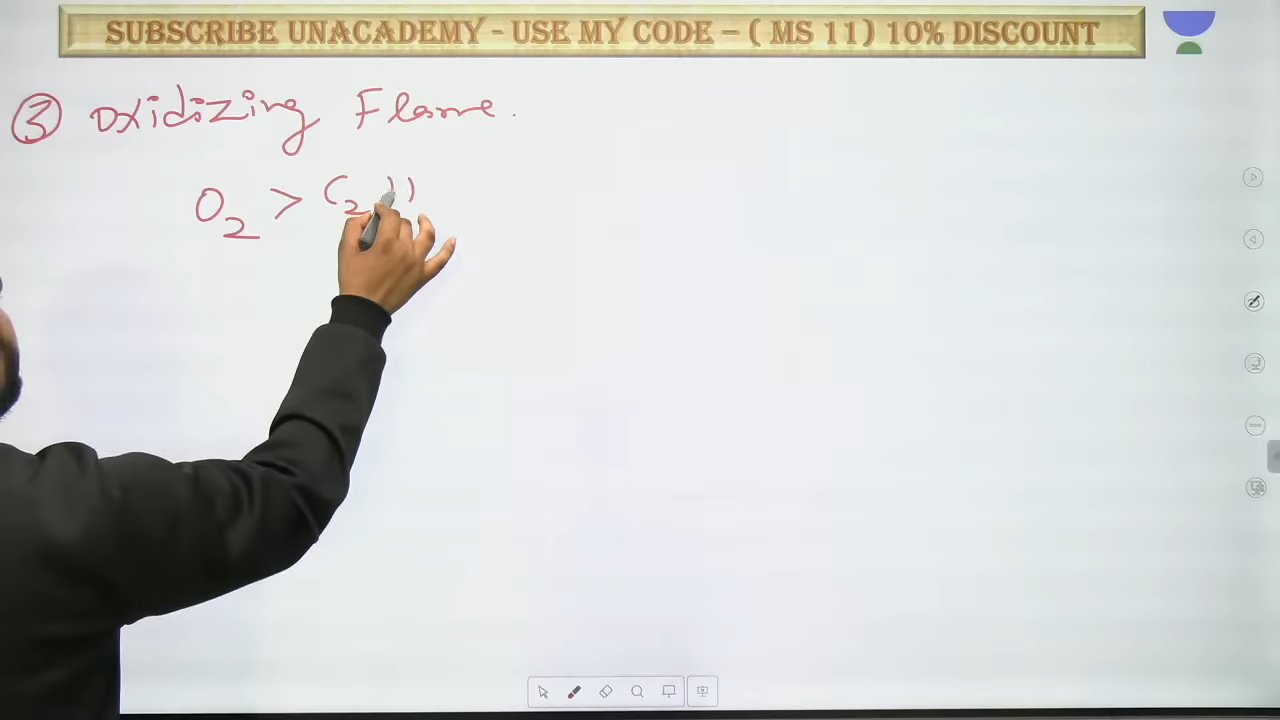 SUBSCRIBE UNACADEMY - USE MY CODE – ( MS 11) 10% DISCOUNT
③ Oxidizing Flame.
O₂ > C₂